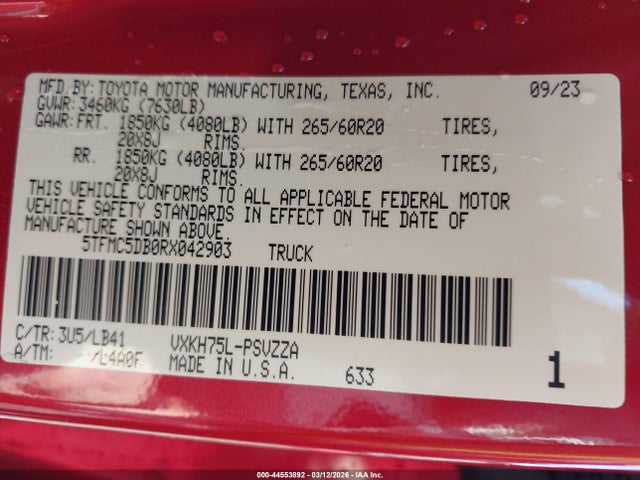 MFD.BY: TOYOTA MOTOR MANUFACTURING, TEXAS, INC. 09/23
GVWR: 3460KG (7630LB)
GAWR: FRT. 1850KG (4080LB) WITH 265/60R20 TIRES,
20X8J RIMS.
RR. 1850KG (4080LB) WITH 265/60R20 TIRES,
20X8J RIMS.
THIS VEHICLE CONFORMS TO ALL APPLICABLE FEDERAL MOTOR
VEHICLE SAFETY STANDARDS IN EFFECT ON THE DATE OF
MANUFACTURE SHOWN ABOVE.
5TFMC5DB0RX042903 TRUCK
C/TR: 3U5/LB41 VXKH75L-PSVZZA
A/TM: /L4A0F MADE IN U.S.A. 633 1
000-44553892 - 03/12/2026 - IAA Inc.